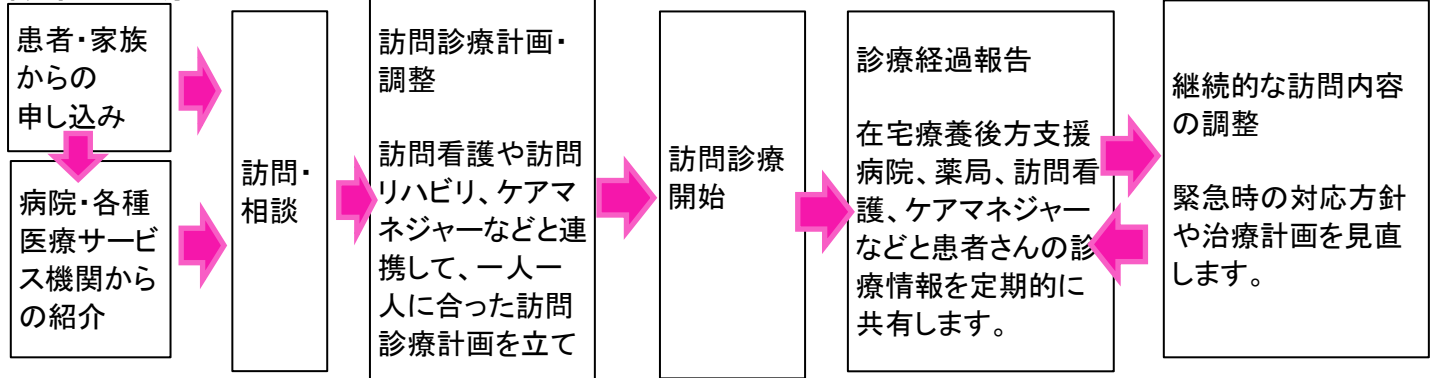 患者・家族
からの
申し込み
病院・各種
医療サービ
ス機関から
の紹介
訪問・
相談
訪問診療計画・
調整
訪問看護や訪問
リハビリ、ケアマ
ネジャーなどと連
携して、一人一
人に合った訪問
診療計画を立て
訪問診療
開始
診療経過報告
在宅療養後方支援
病院、薬局、訪問看
護、ケアマネジャー
などと患者さんの診
療情報を定期的に
共有します。
継続的な訪問内容
の調整
緊急時の対応方針
や治療計画を見直
します。